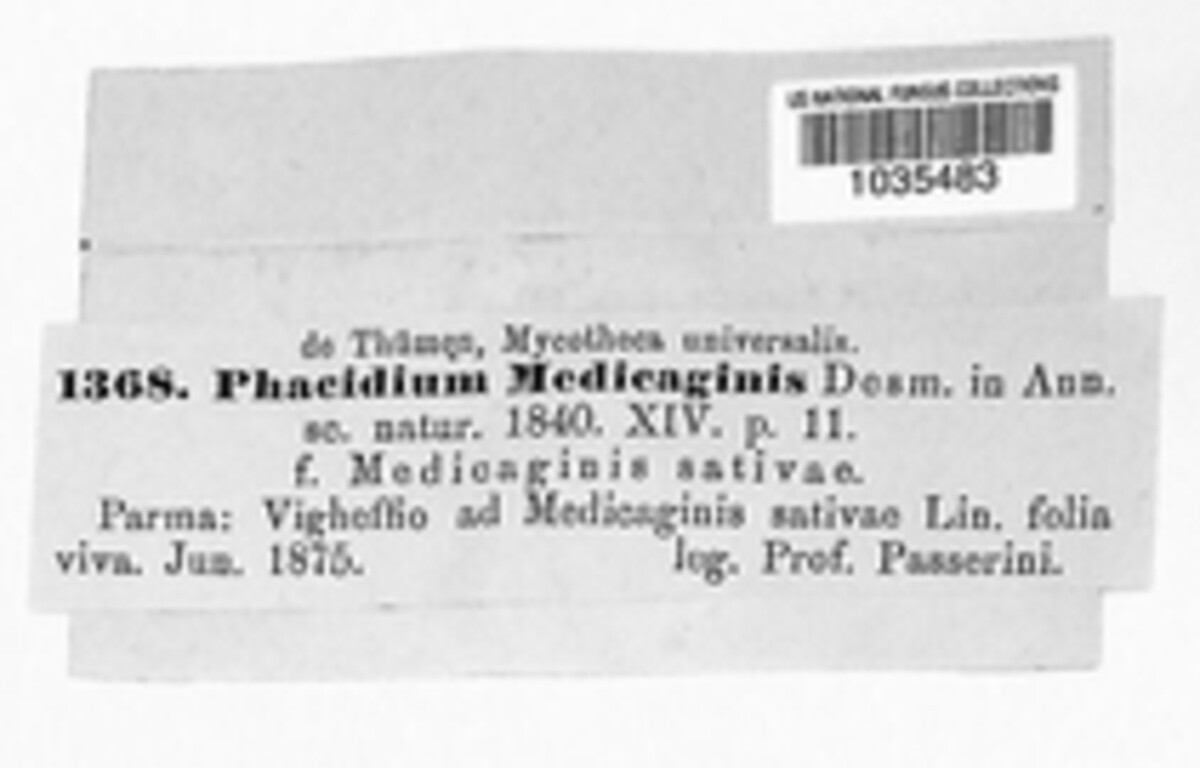 US NATIONAL FUNGUS COLLECTIONS
1035483
de Thümen, Mycotheca universalis.
1368. Phacidium Medicaginis Desm. in Ann.
sc. natur. 1840. XIV. p. 11.
f. Medicaginis sativae.
Parma: Vigheffio ad Medicaginis sativae Lin. folia
viva. Jun. 1875. leg. Prof. Passerini.